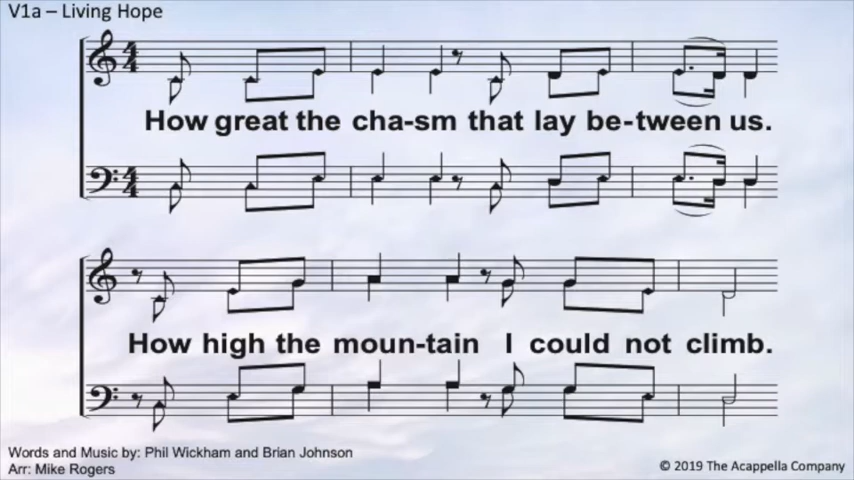 V1a – Living Hope
How great the cha-sm that lay be-tween us.
How high the moun-tain I could not climb.
Words and Music by: Phil Wickham and Brian Johnson
Arr: Mike Rogers
© 2019 The Acappella Company